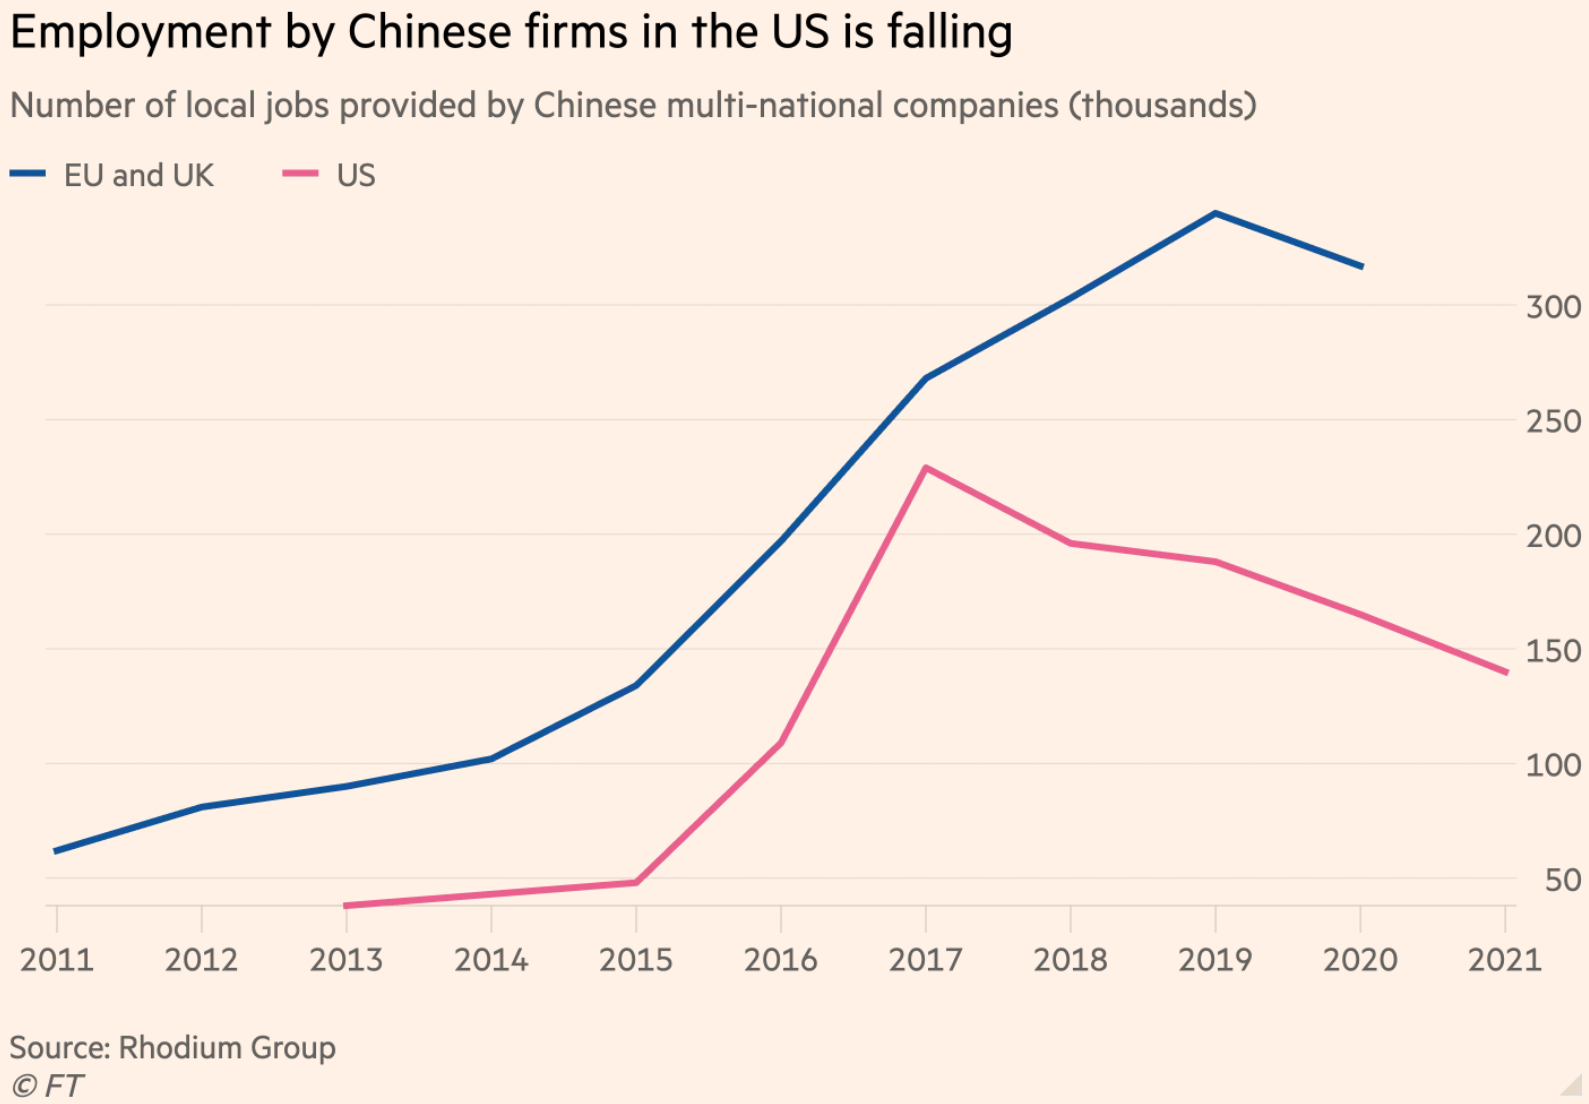 Employment by Chinese firms in the US is falling
Number of local jobs provided by Chinese multi-national companies (thousands)
EU and UK US
300
250
200
150
100
50
2011 2012 2013 2014 2015 2016 2017 2018 2019 2020 2021
Source: Rhodium Group
© FT